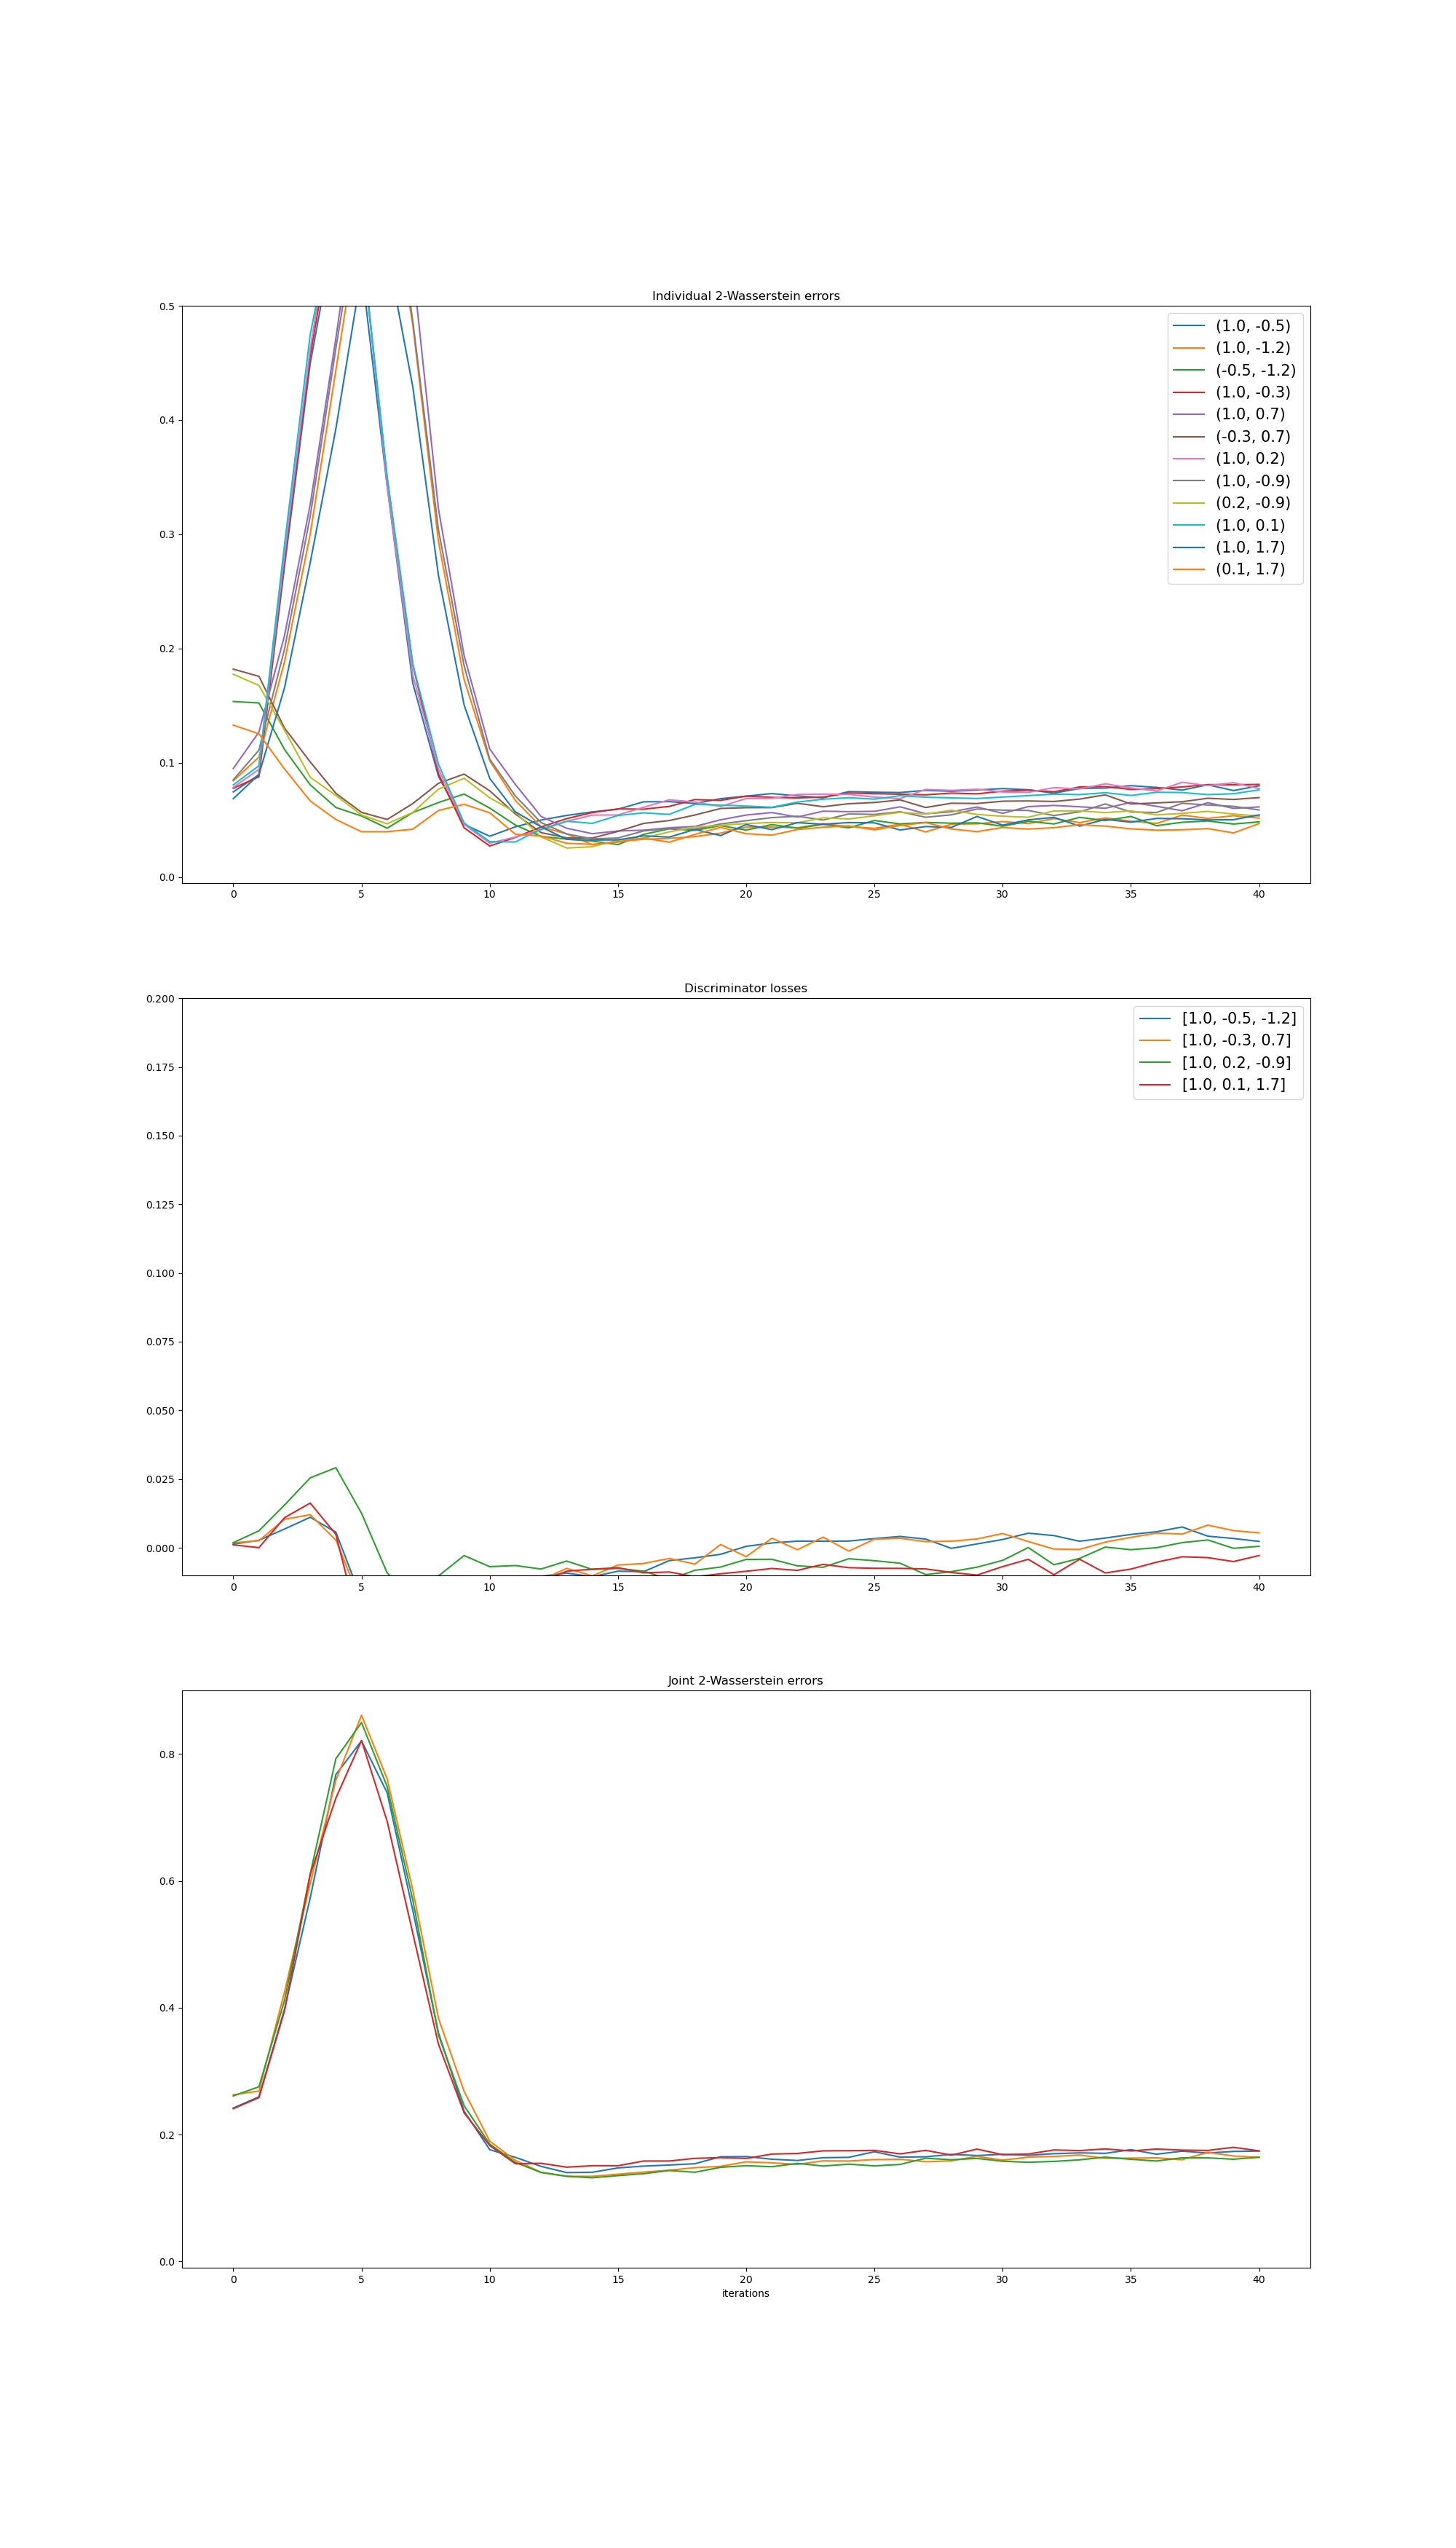 Individual 2-Wasserstein errors
0.5
0.4
0.3
0.2
0.1
0.0
(1.0, -0.5)
(1.0, -1.2)
(-0.5, -1.2)
(1.0, -0.3)
(1.0, 0.7)
(-0.3, 0.7)
(1.0, 0.2)
(1.0, -0.9)
(0.2, -0.9)
(1.0, 0.1)
(1.0, 1.7)
(0.1, 1.7)
0 5 10 15 20 25 30 35 40
Discriminator losses
0.200
0.175
0.150
0.125
0.100
0.075
0.050
0.025
0.000
[1.0, -0.5, -1.2]
[1.0, -0.3, 0.7]
[1.0, 0.2, -0.9]
[1.0, 0.1, 1.7]
0 5 10 15 20 25 30 35 40
Joint 2-Wasserstein errors
0.8
0.6
0.4
0.2
0.0
0 5 10 15 20 25 30 35 40
iterations